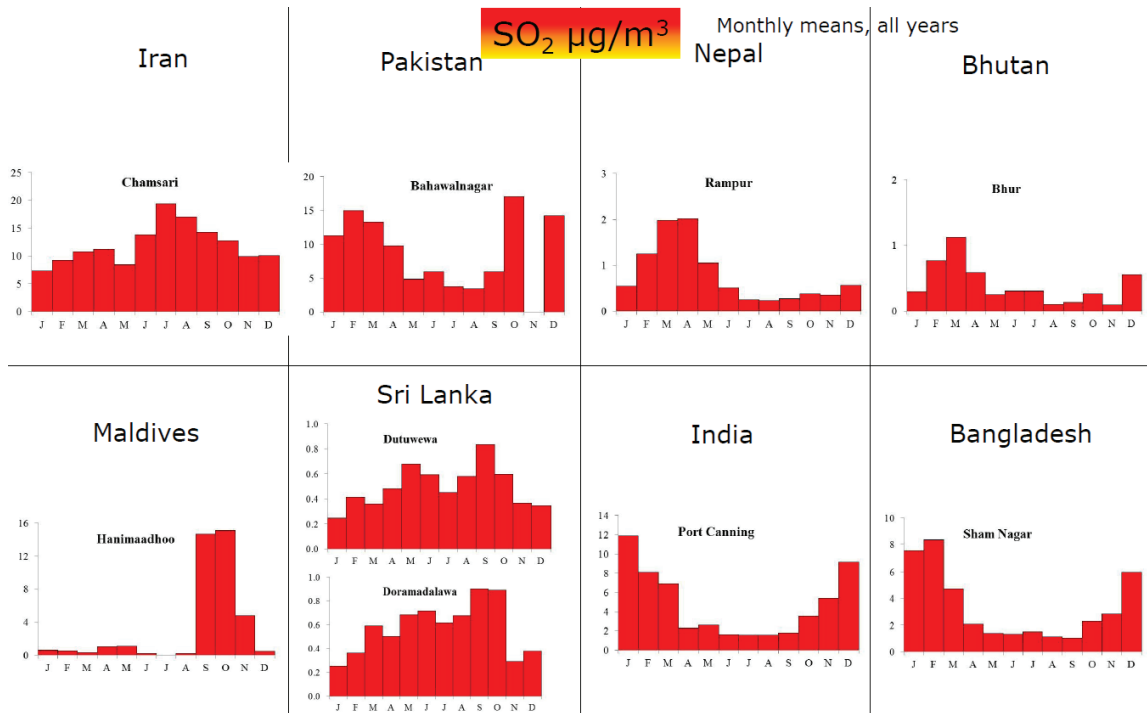 SO2 µg/m3
Monthly means, all years
Iran
Pakistan
Nepal
Bhutan
Chamsari
25
20
15
10
5
0
J F M A M J J A S O N D
Bahawalnagar
20
15
10
5
0
J F M A M J J A S O N D
Rampur
3
2
1
0
J F M A M J J A S O N D
Bhur
2
1
0
J F M A M J J A S O N D
Maldives
Sri Lanka
India
Bangladesh
Hanimaadhoo
16
12
8
4
0
J F M A M J J A S O N D
Dutuwewa
1.0
0.8
0.6
0.4
0.2
0.0
J F M A M J J A S O N D
Doramadalawa
1.0
0.8
0.6
0.4
0.2
0.0
J F M A M J J A S O N D
Port Canning
14
12
10
8
6
4
2
0
J F M A M J J A S O N D
Sham Nagar
10
8
6
4
2
0
J F M A M J J A S O N D